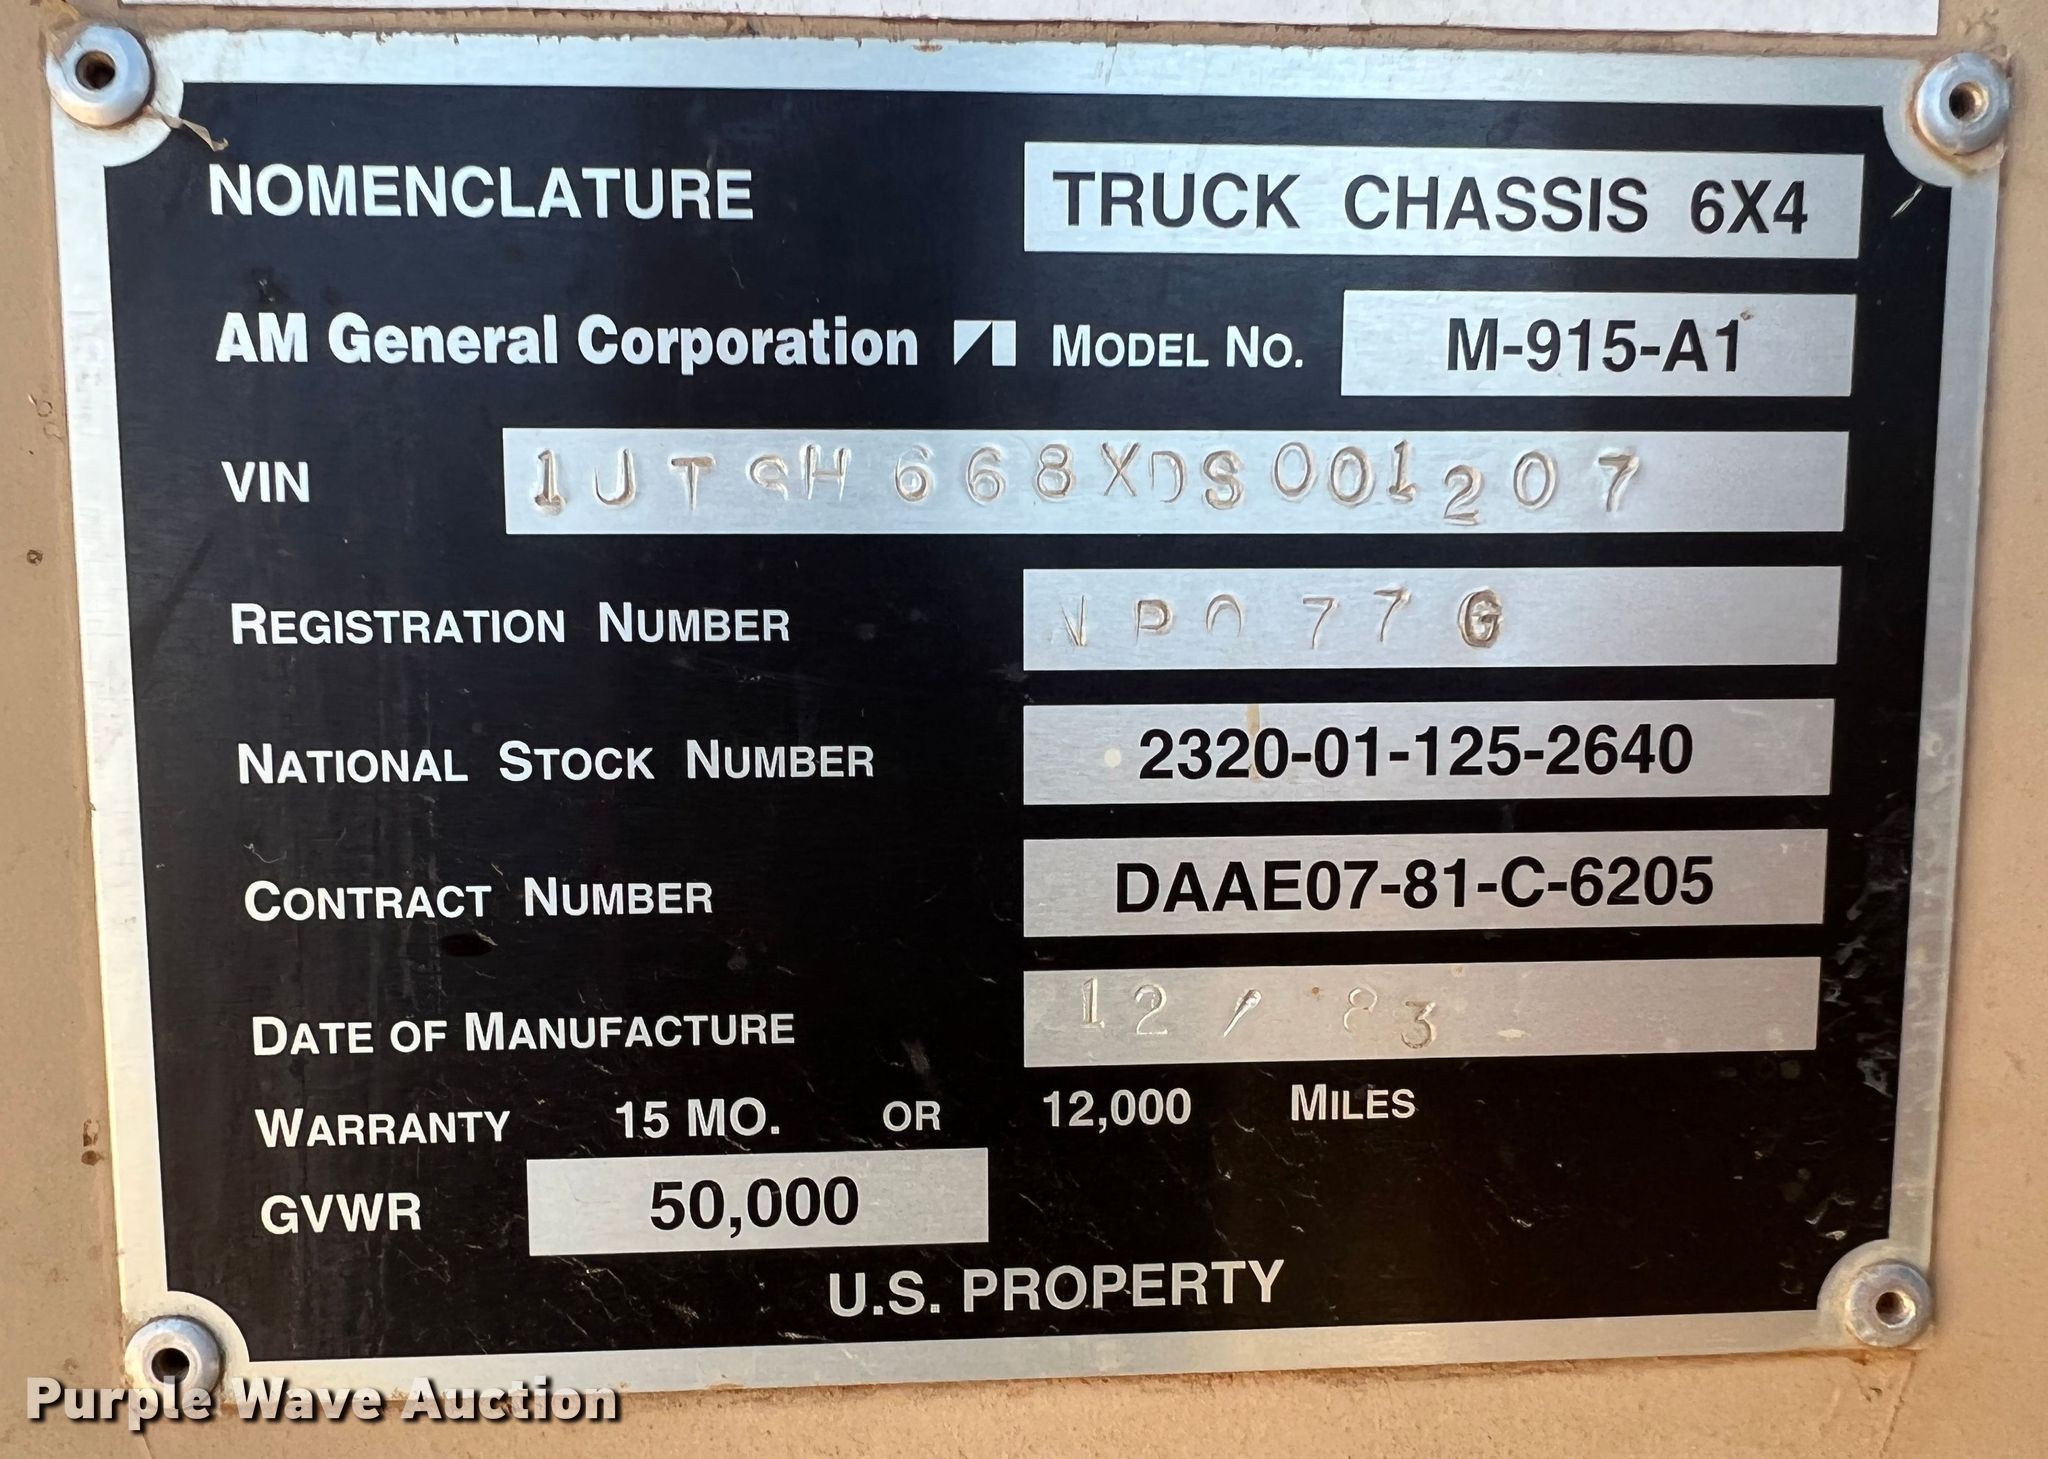 NOMENCLATURE TRUCK CHASSIS 6X4
AM General Corporation MODEL NO. M-915-A1
VIN 1UTSH668XDS001207
REGISTRATION NUMBER NP077G
NATIONAL STOCK NUMBER 2320-01-125-2640
CONTRACT NUMBER DAAE07-81-C-6205
DATE OF MANUFACTURE 12 / 83
WARRANTY 15 MO. OR 12,000 MILES
GVWR 50,000
U.S. PROPERTY
Purple Wave Auction